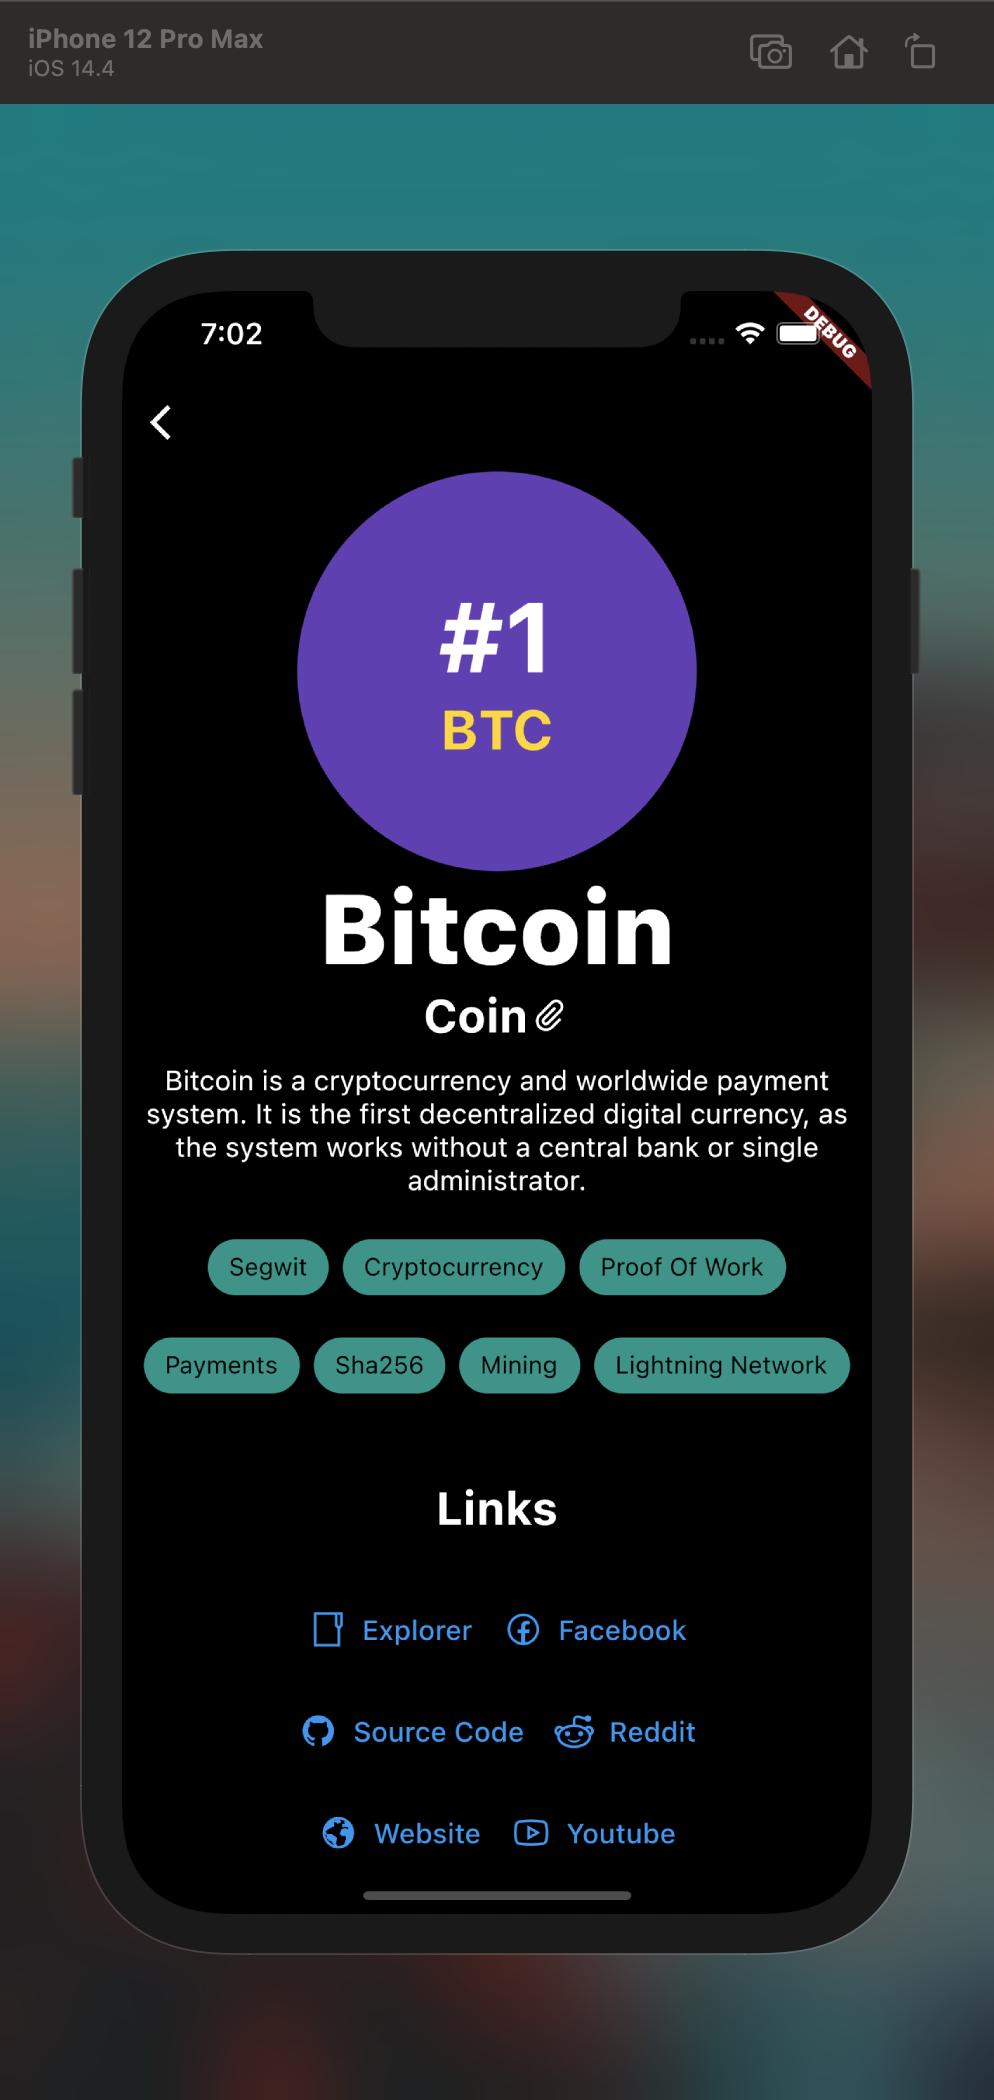 iPhone 12 Pro Max
iOS 14.4
7:02
DEBUG
#1
BTC
Bitcoin
Coin
Bitcoin is a cryptocurrency and worldwide payment
system. It is the first decentralized digital currency, as
the system works without a central bank or single
administrator.
Segwit Cryptocurrency Proof Of Work
Payments Sha256 Mining Lightning Network
Links
Explorer Facebook
Source Code Reddit
Website Youtube